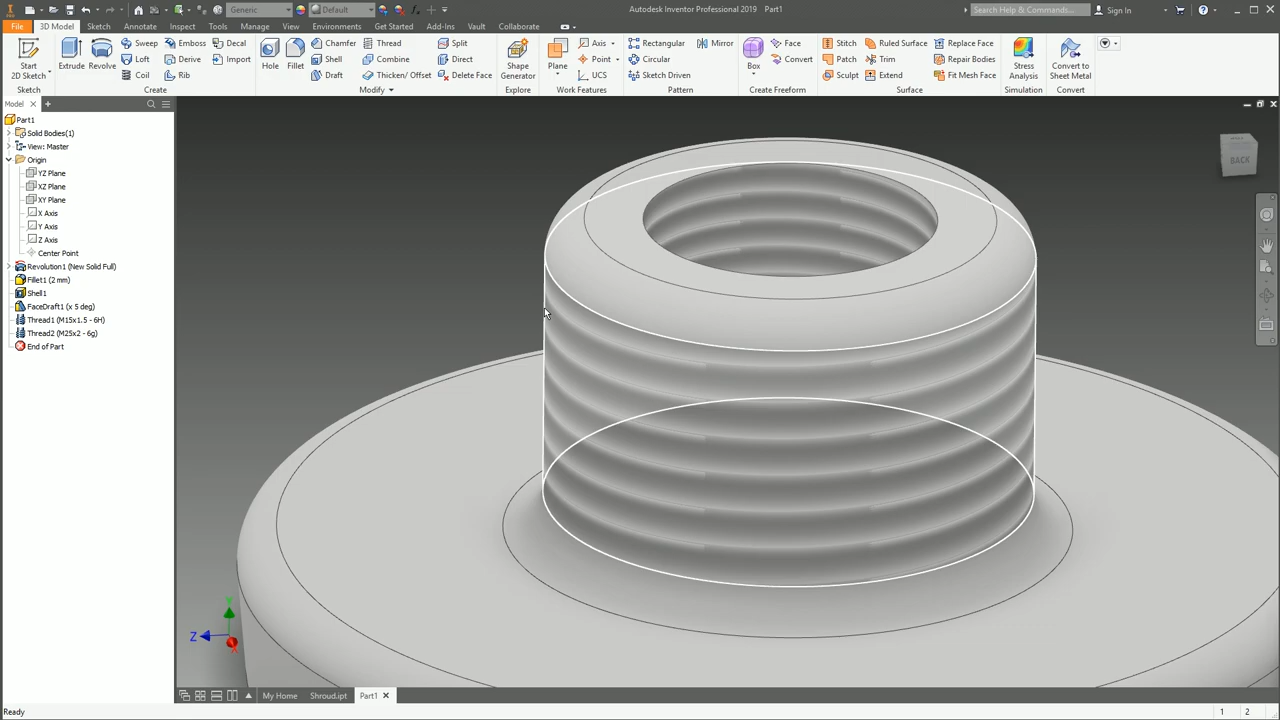 Generic
Default
Autodesk Inventor Professional 2019 Part1
Search Help & Commands...
Sign In
File 3D Model Sketch Annotate Inspect Tools Manage View Environments Get Started Add-Ins Vault Collaborate
Start
2D Sketch
Sketch
Extrude
Revolve
Sweep
Loft
Coil
Emboss
Derive
Rib
Decal
Import
Create
Hole
Fillet
Chamfer
Shell
Draft
Thread
Combine
Thicken/ Offset
Split
Direct
Delete Face
Modify
Shape
Generator
Explore
Plane
Axis
Point
UCS
Work Features
Rectangular
Circular
Sketch Driven
Mirror
Pattern
Box
Face
Convert
Create Freeform
Stitch
Patch
Sculpt
Ruled Surface
Trim
Extend
Replace Face
Repair Bodies
Fit Mesh Face
Surface
Stress
Analysis
Simulation
Convert to
Sheet Metal
Convert
Model
Part1
Solid Bodies(1)
View: Master
Origin
YZ Plane
XZ Plane
XY Plane
X Axis
Y Axis
Z Axis
Center Point
Revolution1 (New Solid Full)
Fillet1 (2 mm)
Shell1
FaceDraft1 (x 5 deg)
Thread1 (M15x1.5 - 6H)
Thread2 (M25x2 - 6g)
End of Part
BACK
Y
Z
X
My Home Shroud.ipt Part1
Ready
1 2